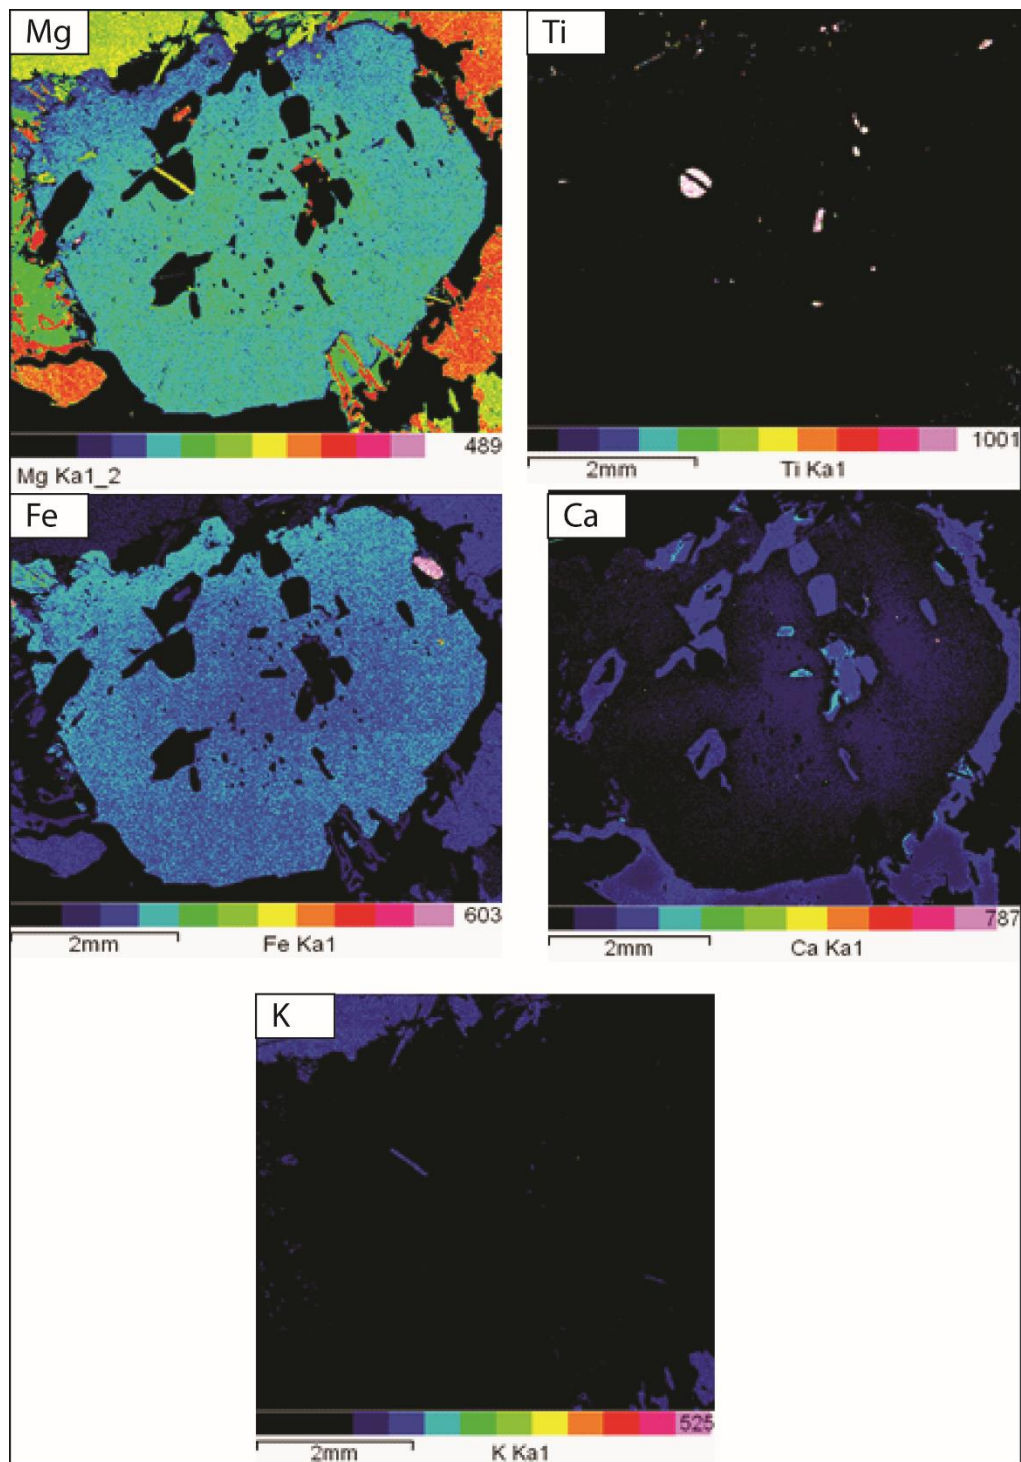 Mg
Ti
489
Mg Ka1_2
1001
2mm
Ti Ka1
Fe
Ca
603
2mm
Fe Ka1
787
2mm
Ca Ka1
K
525
2mm
K Ka1